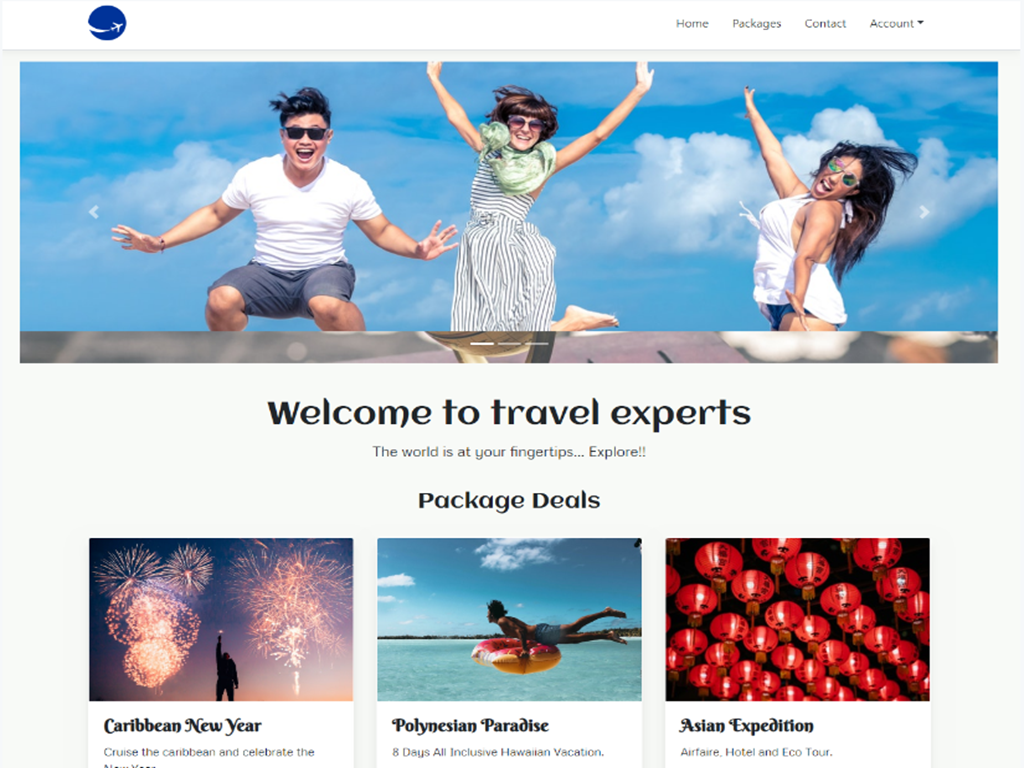 Home Packages Contact Account
Welcome to travel experts
The world is at your fingertips... Explore!!
Package Deals
Caribbean New Year
Cruise the caribbean and celebrate the
New Year.
Polynesian Paradise
8 Days All Inclusive Hawaiian Vacation.
Asian Expedition
Airfaire, Hotel and Eco Tour.